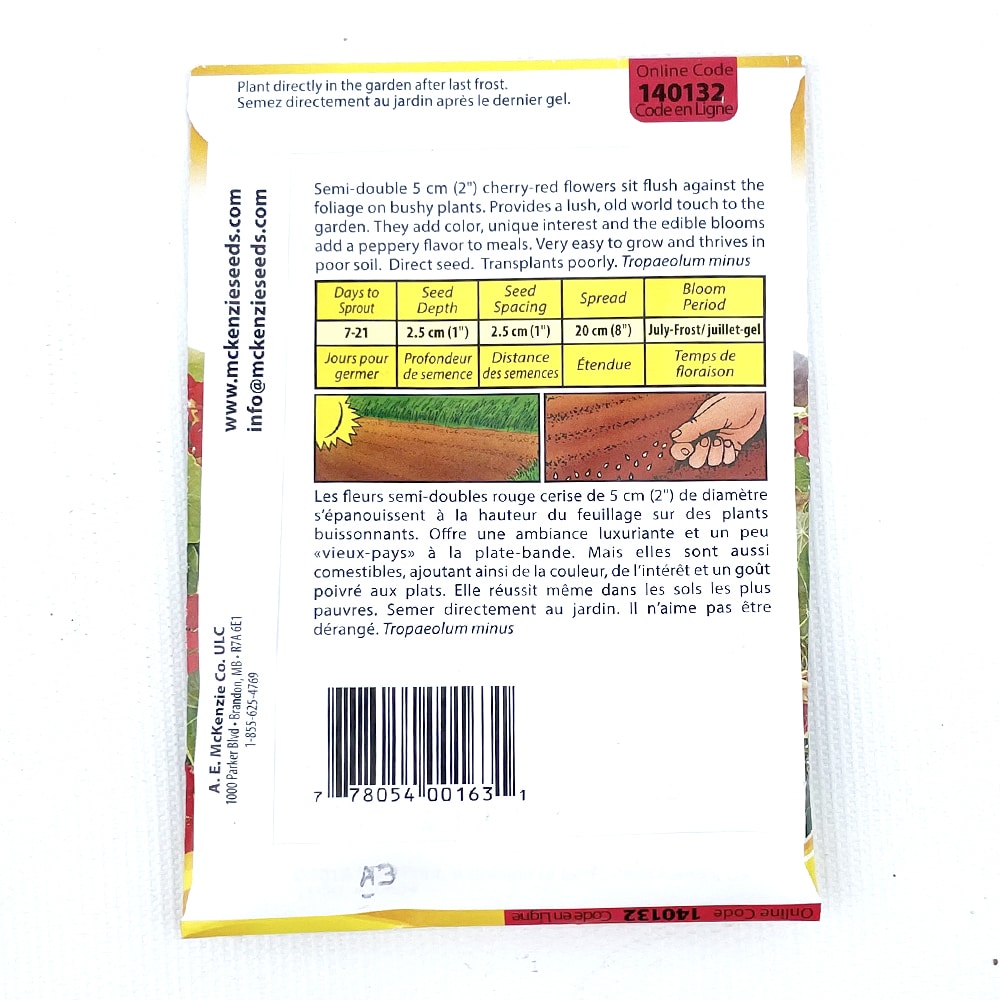 Plant directly in the garden after last frost.
Semez directement au jardin après le dernier gel.
Online Code
140132
Code en Ligne
www.mckenzieseeds.com
info@mckenzieseeds.com
Semi-double 5 cm (2") cherry-red flowers sit flush against the
foliage on bushy plants. Provides a lush, old world touch to the
garden. They add color, unique interest and the edible blooms
add a peppery flavor to meals. Very easy to grow and thrives in
poor soil. Direct seed. Transplants poorly. Tropaeolum minus
Days to Sprout
Seed Depth
Seed Spacing
Spread
Bloom Period
7-21
2.5 cm (1")
2.5 cm (1")
20 cm (8")
July-Frost/juillet-gel
Jours pour germer
Profondeur de semence
Distance des semences
Étendue
Temps de floraison
Les fleurs semi-doubles rouge cerise de 5 cm (2") de diamètre
s'épanouissent à la hauteur du feuillage sur des plants
buissonnants. Offre une ambiance luxuriante et un peu
«vieux-pays» à la plate-bande. Mais elles sont aussi
comestibles, ajoutant ainsi de la couleur, de l'intérêt et un goût
poivré aux plats. Elle réussit même dans les sols les plus
pauvres. Semer directement au jardin. Il n'aime pas être
dérangé. Tropaeolum minus
A. E. McKenzie Co. ULC
1000 Parker Blvd • Brandon, MB • R7A 6E1
1-855-625-4769
7 78054 00163 1
A3
Online Code 140132 Code en Ligne